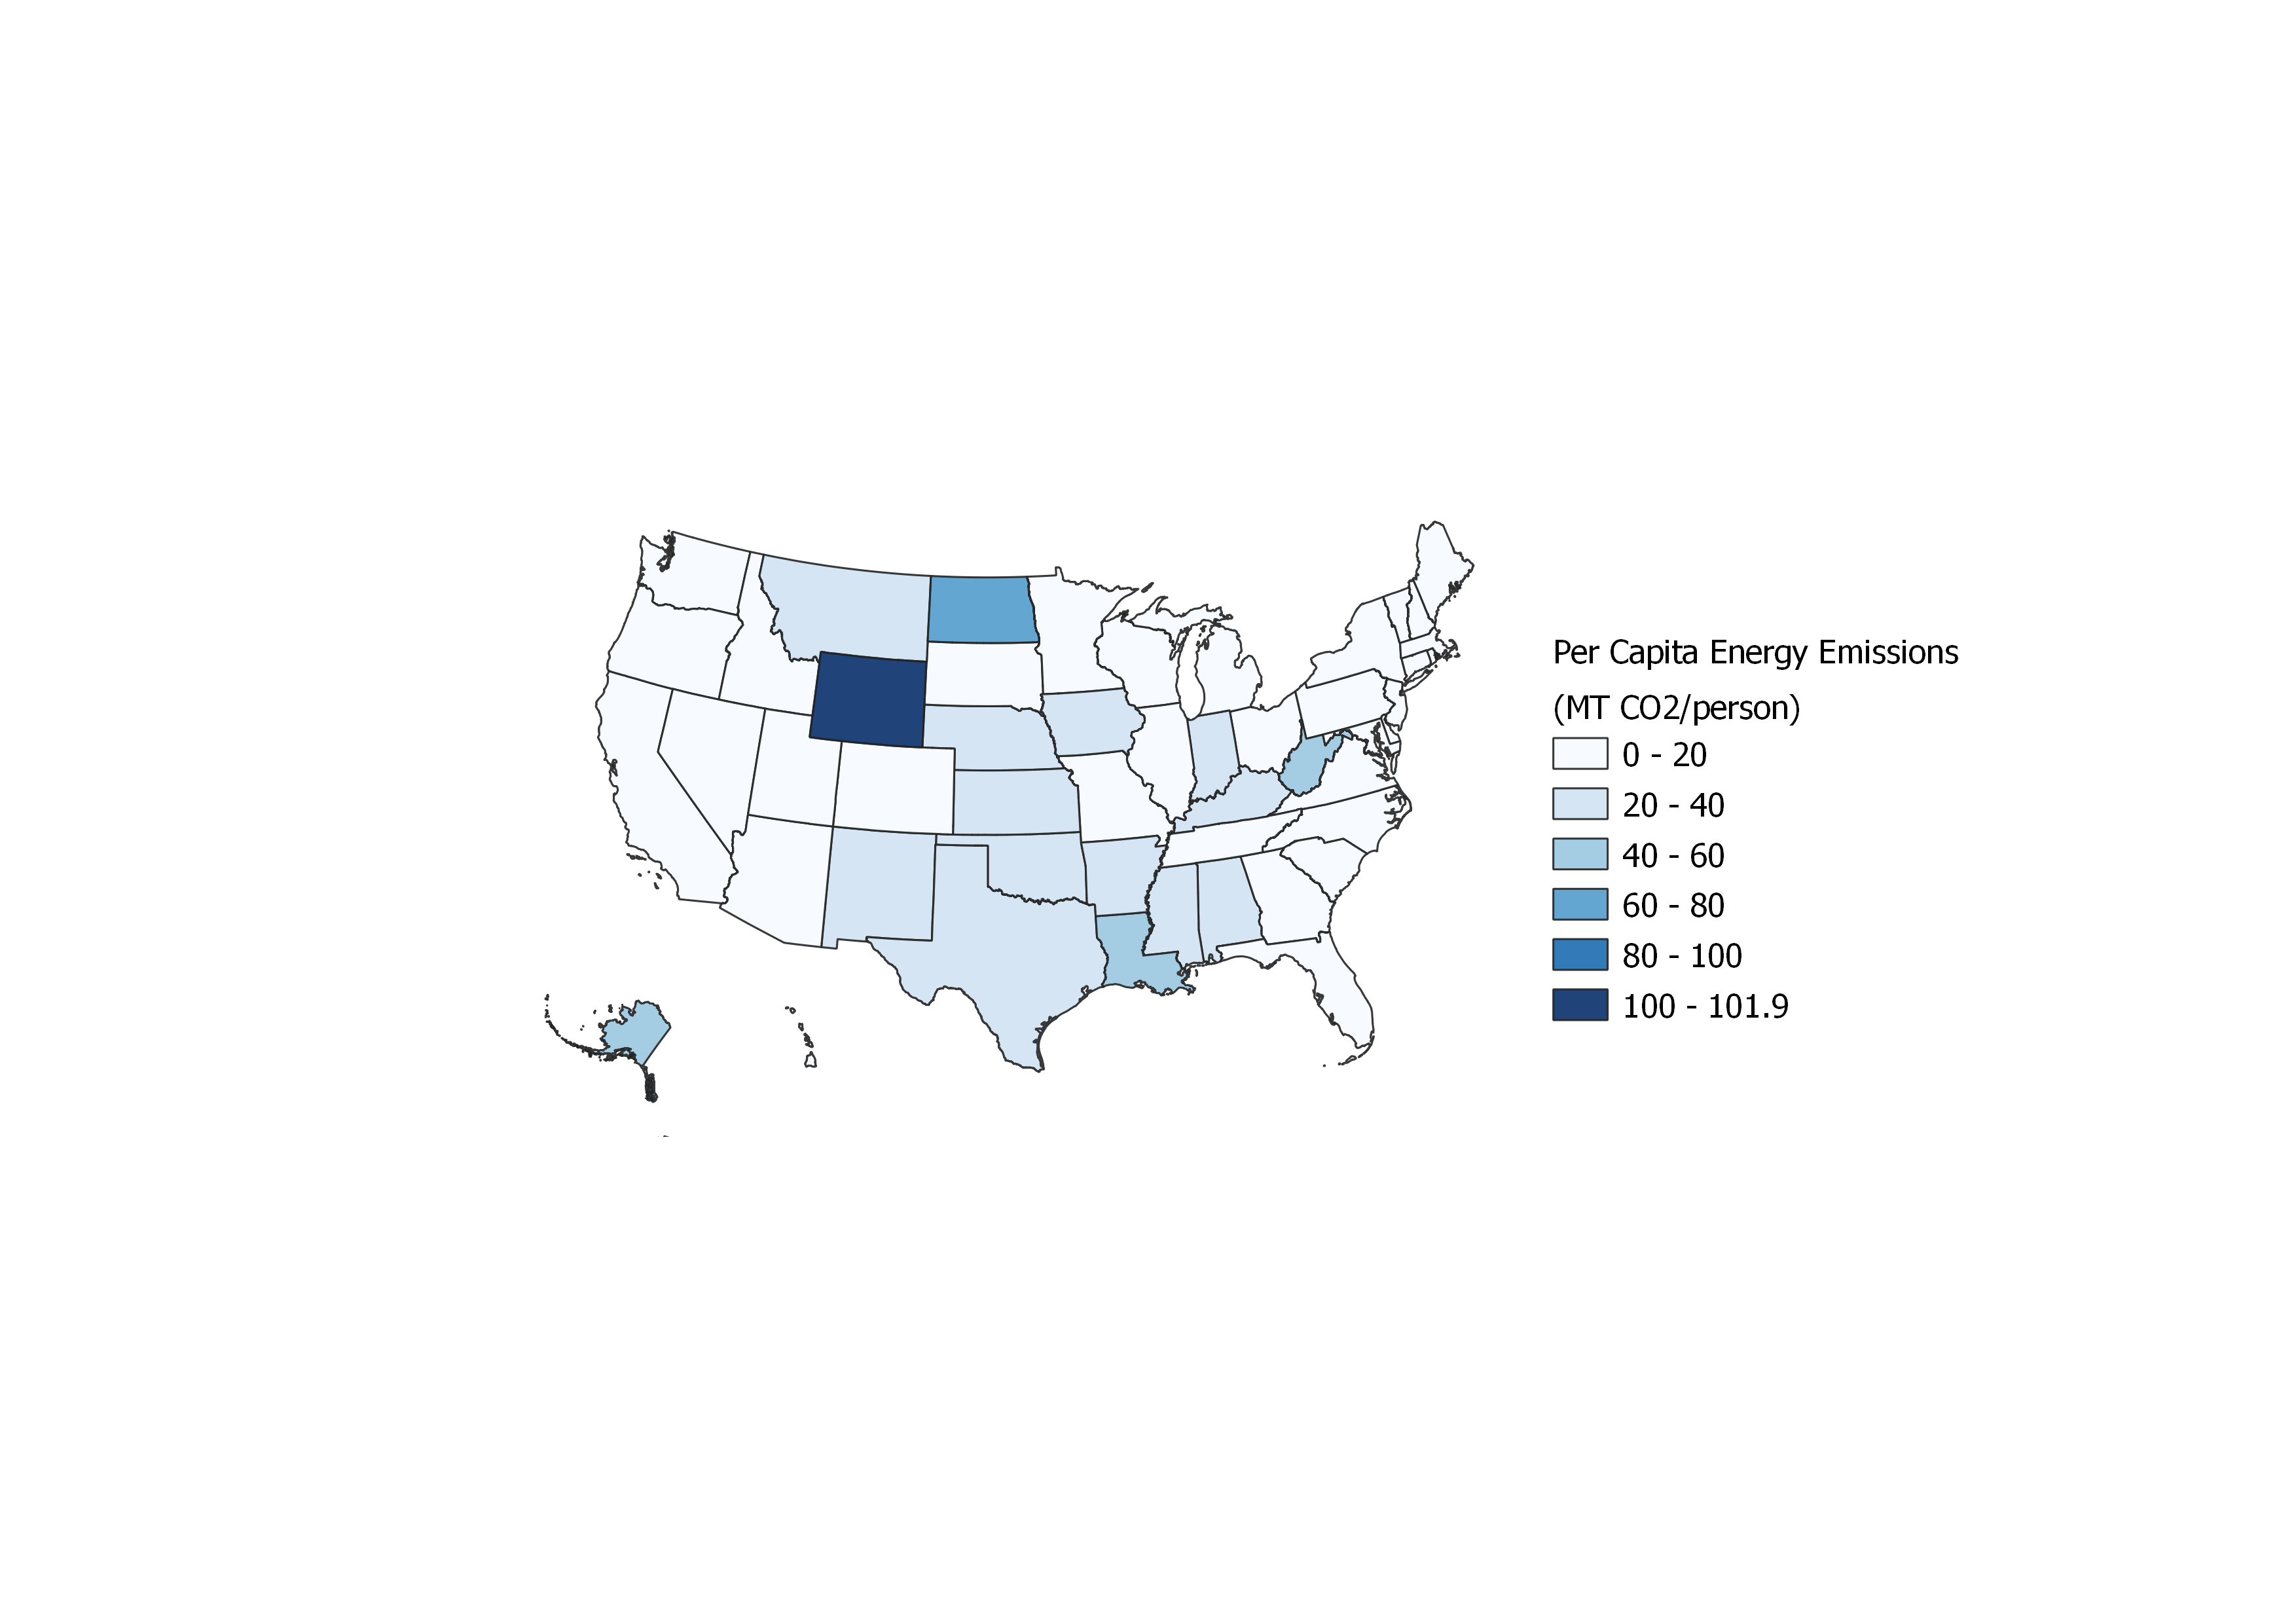 Per Capita Energy Emissions
(MT CO2/person)
0 - 20
20 - 40
40 - 60
60 - 80
80 - 100
100 - 101.9